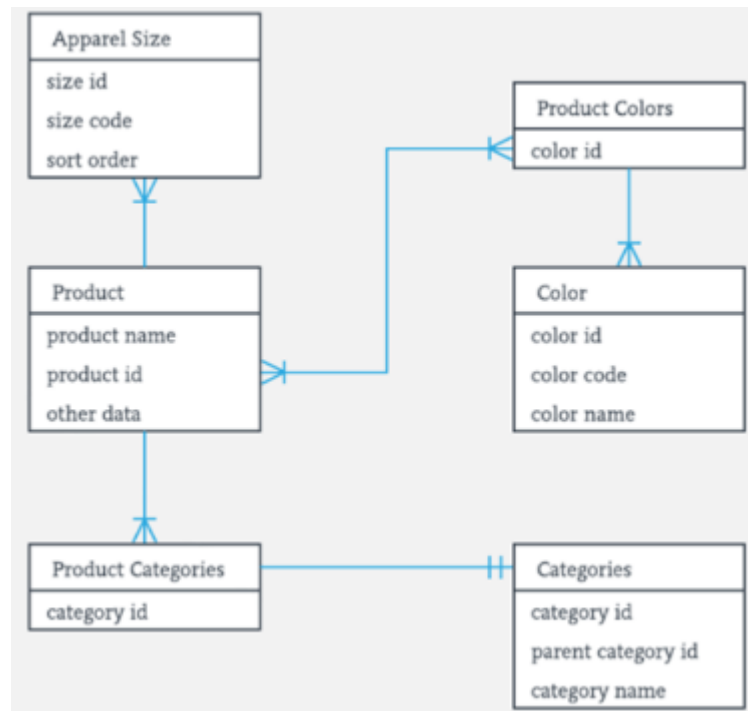 Apparel Size
size id
size code
sort order
Product Colors
color id
Product
product name
product id
other data
Color
color id
color code
color name
Product Categories
category id
Categories
category id
parent category id
category name